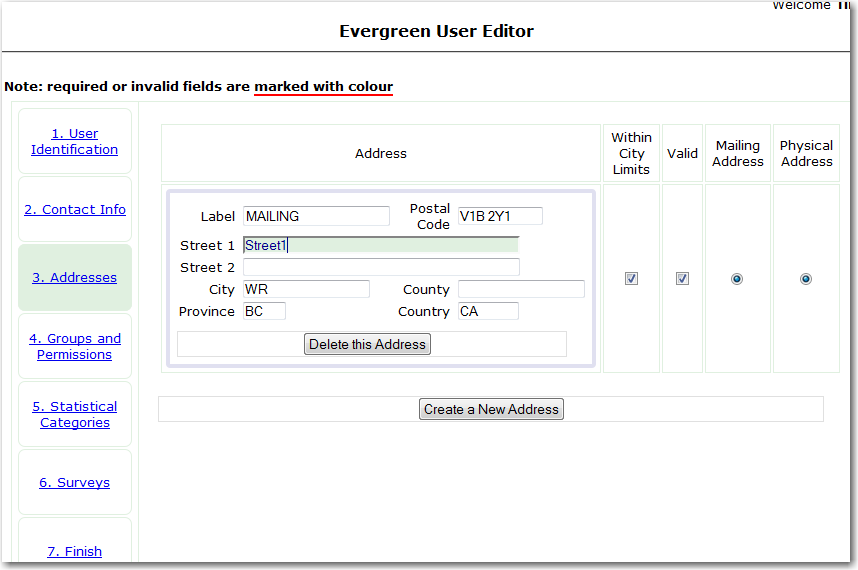 Welcome
Evergreen User Editor
Note: required or invalid fields are marked with colour
1. User
Identification
2. Contact Info
3. Addresses
4. Groups and
Permissions
5. Statistical
Categories
6. Surveys
7. Finish
Address
Within
City
Limits
Valid
Mailing
Address
Physical
Address
Label MAILING
Postal
Code
V1B 2Y1
Street 1 Street1
Street 2
City WR County
Province BC Country CA
Delete this Address
Create a New Address